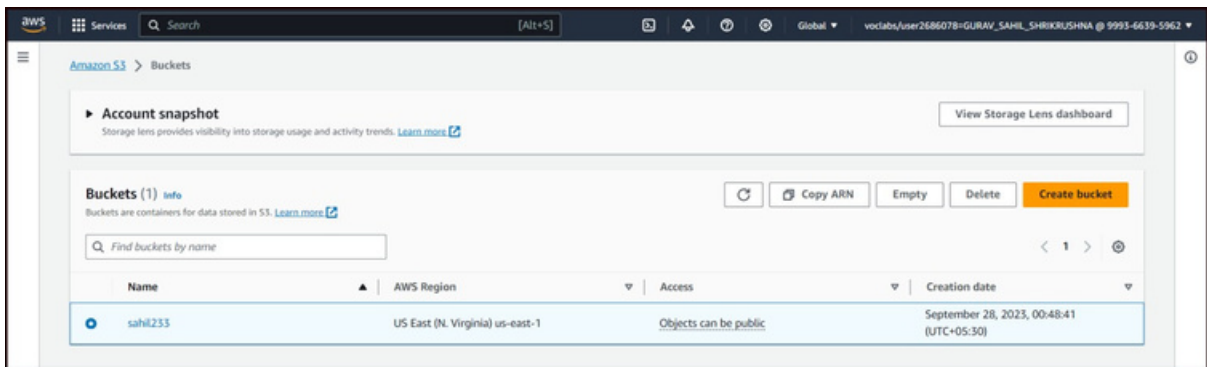 aws Services Search [Alt+S] Global voclabs/user2686078=GURAV_SAHIL_SHRIKRUSHNA @ 9993-6639-5962
Amazon S3 > Buckets
Account snapshot
Storage lens provides visibility into storage usage and activity trends. Learn more
View Storage Lens dashboard
Buckets (1) Info
Buckets are containers for data stored in S3. Learn more
Copy ARN Empty Delete Create bucket
Find buckets by name
< 1 >
Name AWS Region Access Creation date
sahil233 US East (N. Virginia) us-east-1 Objects can be public September 28, 2023, 00:48:41
(UTC+05:30)